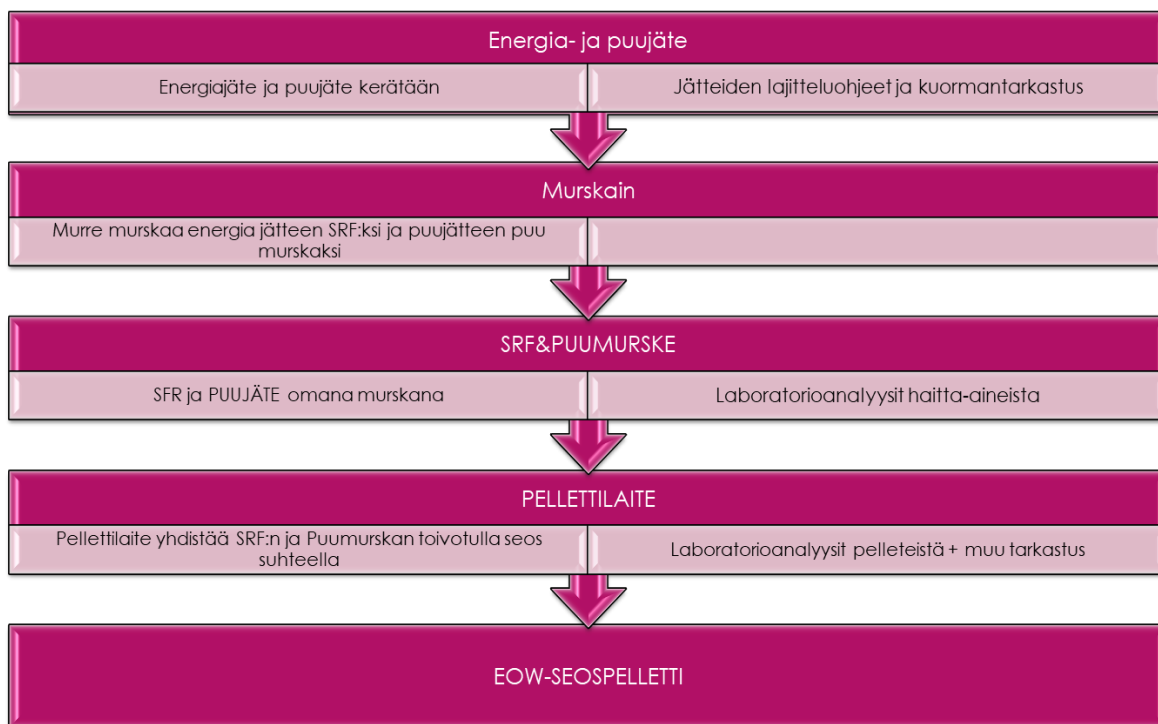 Energia- ja puujäte
Energiajäte ja puujäte kerätään
Jätteiden lajitteluohjeet ja kuormantarkastus
Murskain
Murre murskaa energia jätteen SRF:ksi ja puujätteen puu
murskaksi
SRF&PUUMURSKE
SFR ja PUUJÄTE omana murskana
Laboratorioanalyysit haitta-aineista
PELLETTILAITE
Pellettilaite yhdistää SRF:n ja Puumurskan toivotulla seos
suhteella
Laboratorioanalyysit pelleteistä + muu tarkastus
EOW-SEOSPELLETTI